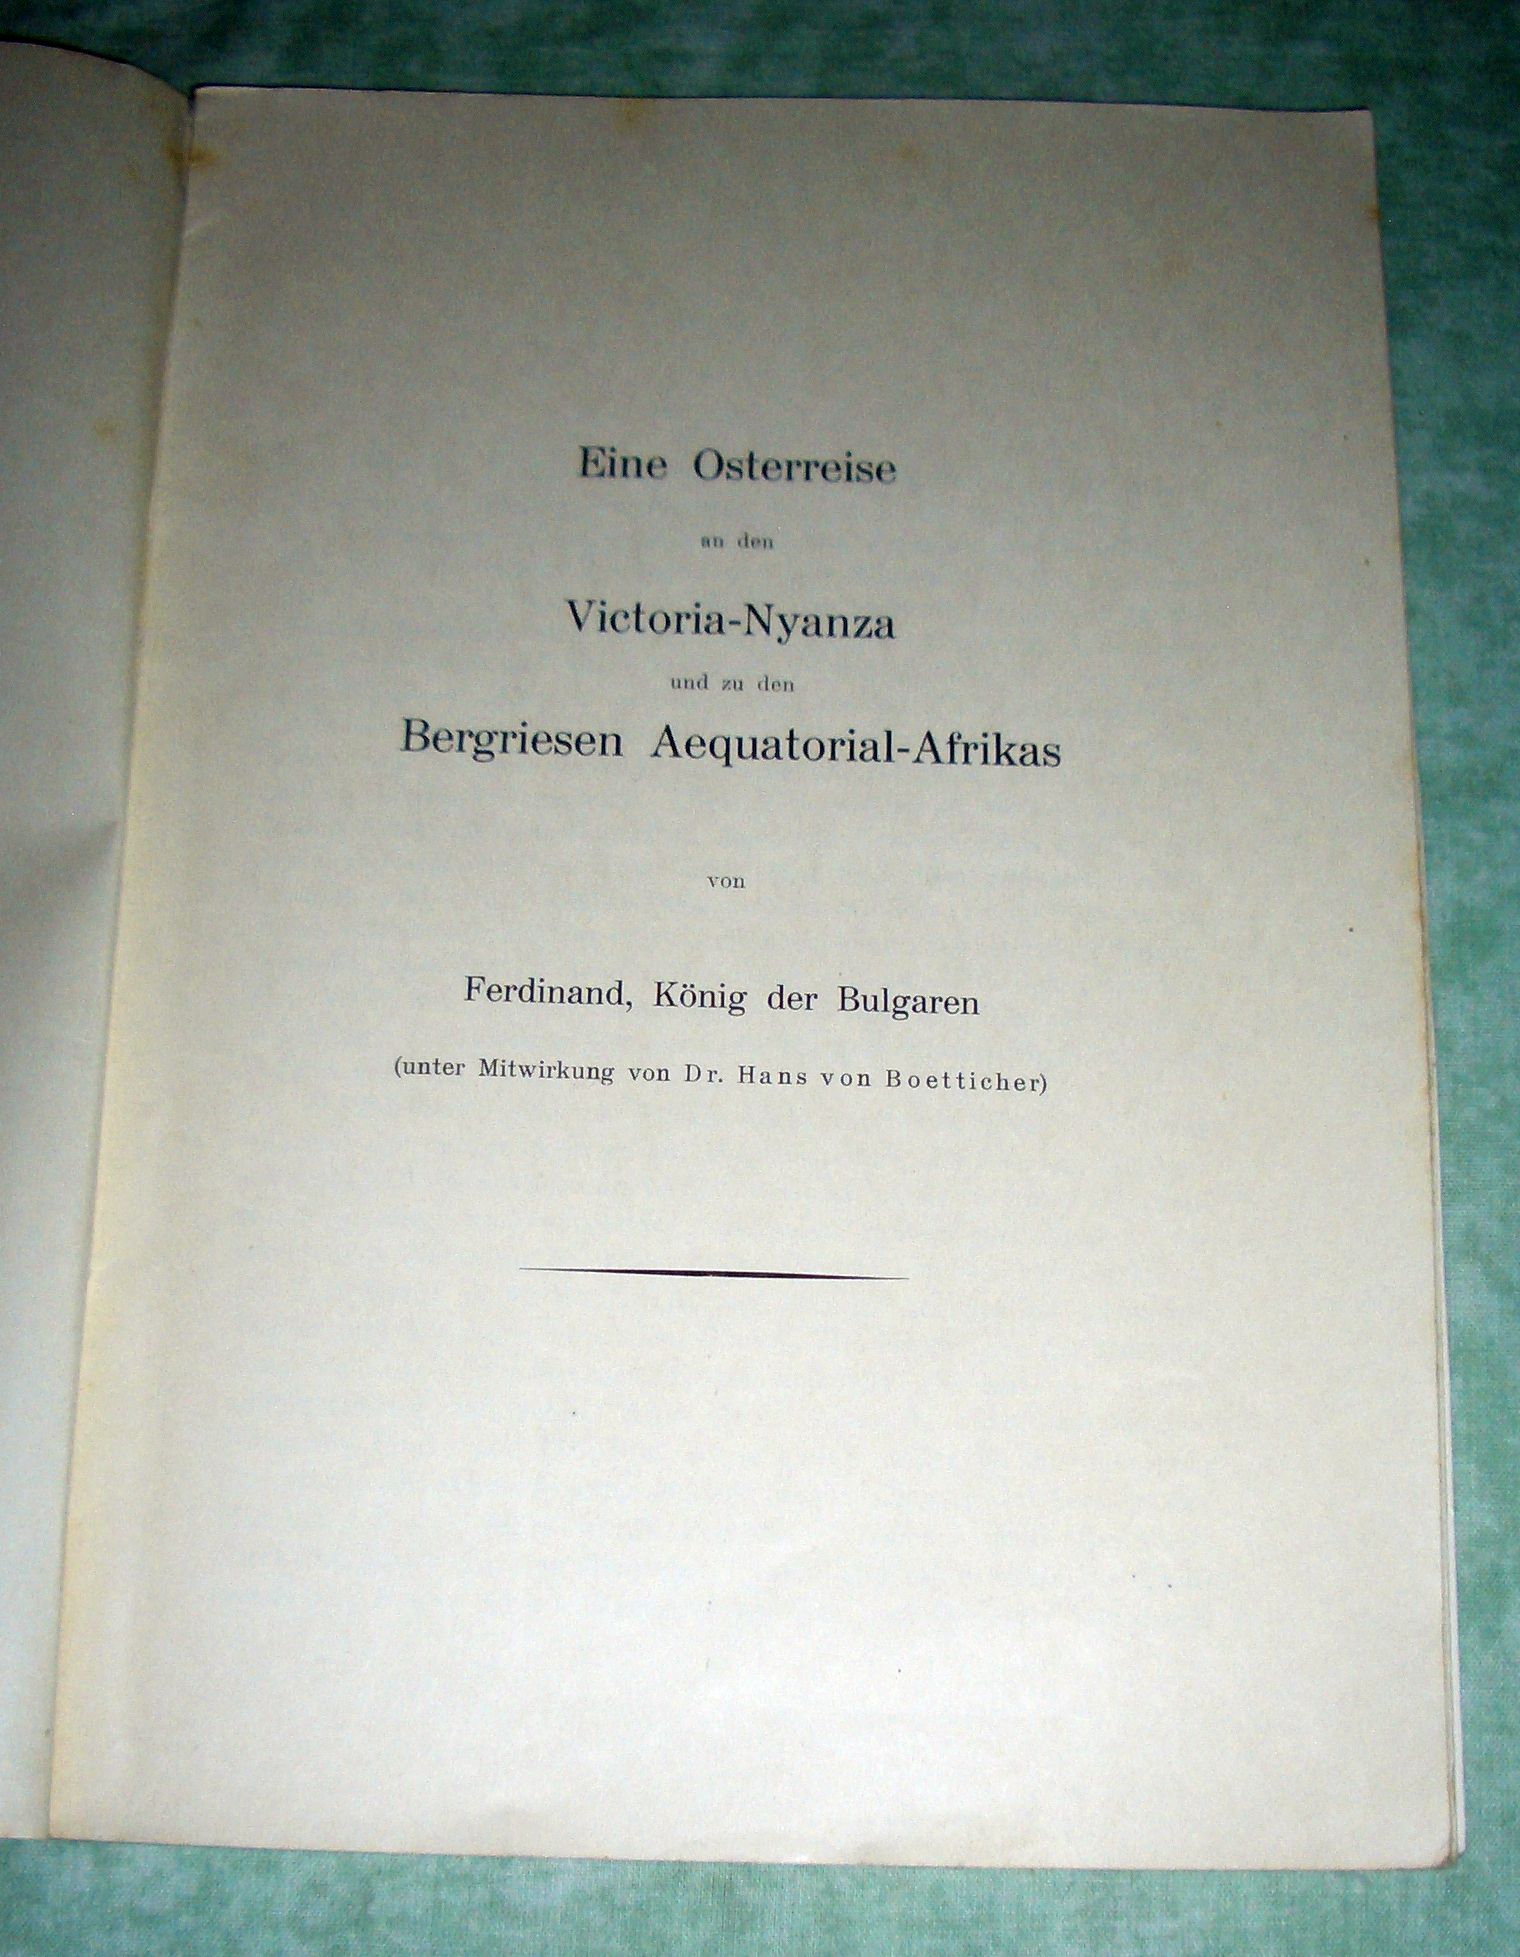 Eine Osterreise
an den
Victoria-Nyanza
und zu den
Bergriesen Aequatorial-Afrikas
von
Ferdinand, König der Bulgaren
(unter Mitwirkung von Dr. Hans von Boetticher)